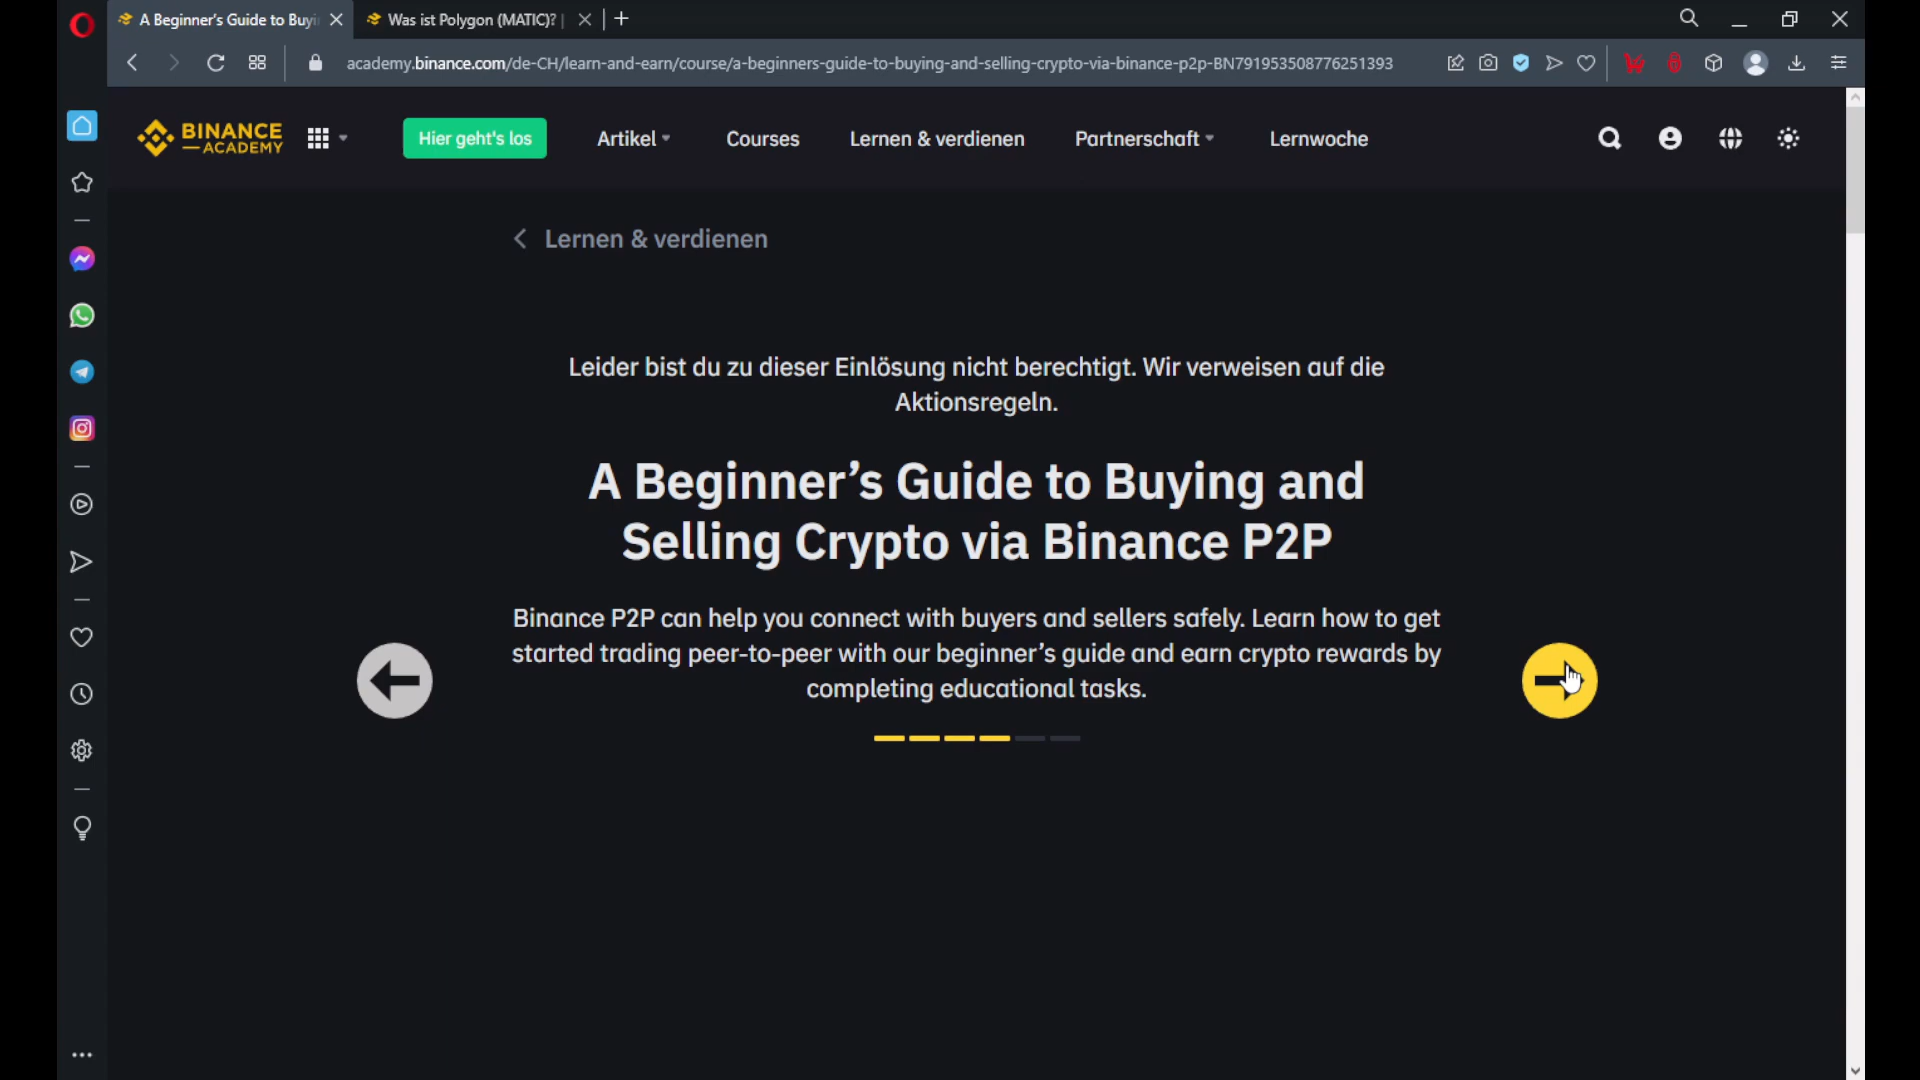 A Beginner's Guide to Buyi
Was ist Polygon (MATIC)?
academy.binance.com/de-CH/learn-and-earn/course/a-beginners-guide-to-buying-and-selling-crypto-via-binance-p2p-BN791953508776251393
BINANCE
ACADEMY
Hier geht's los
Artikel
Courses
Lernen & verdienen
Partnerschaft
Lernwoche
Lernen & verdienen
Leider bist du zu dieser Einlösung nicht berechtigt. Wir verweisen auf die
Aktionsregeln.
A Beginner’s Guide to Buying and
Selling Crypto via Binance P2P
Binance P2P can help you connect with buyers and sellers safely. Learn how to get
started trading peer-to-peer with our beginner’s guide and earn crypto rewards by
completing educational tasks.